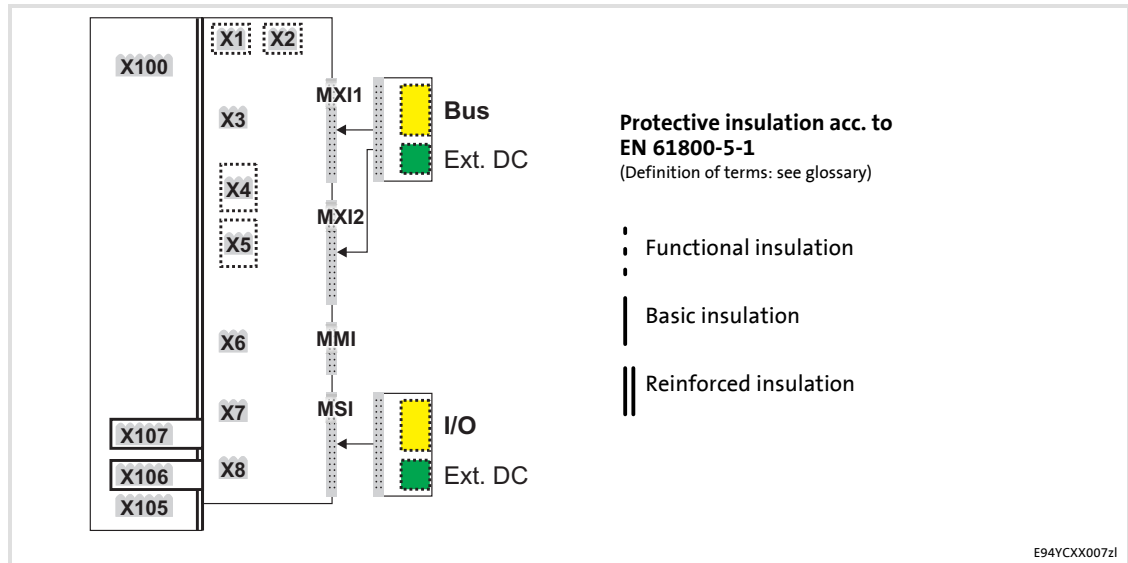 X100
X1 X2
X3
X4
X5
X6
X7
X8
X107
X106
X105
MXI1
MXI2
MMI
MSI
Bus
Ext. DC
I/O
Ext. DC
Protective insulation acc. to
EN 61800-5-1
(Definition of terms: see glossary)
Functional insulation
Basic insulation
Reinforced insulation
E94YCXX007zl